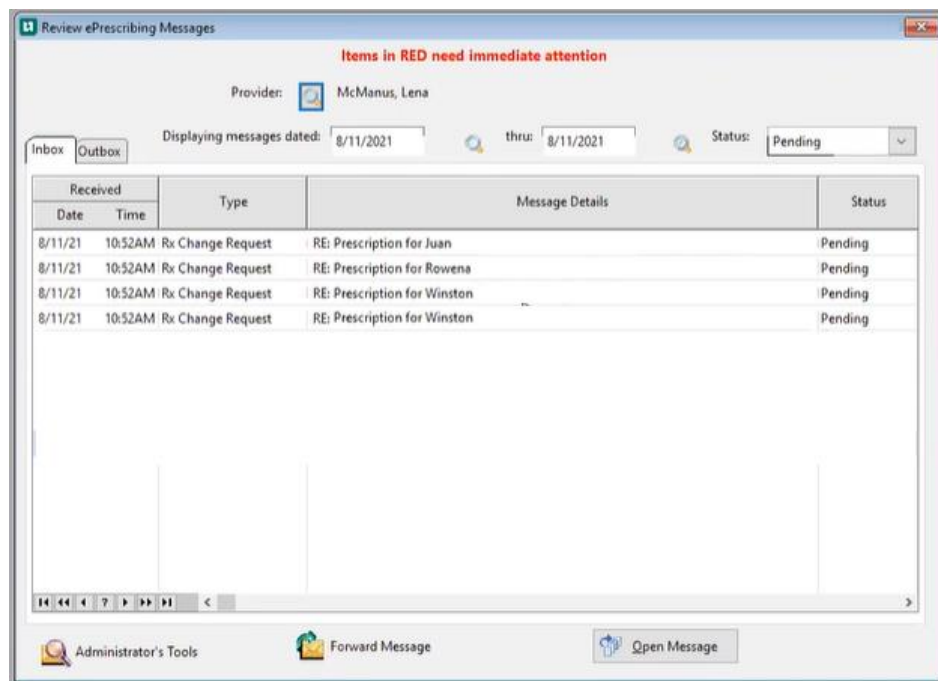 Review ePrescribing Messages
Items in RED need immediate attention
Provider: McManus, Lena
Displaying messages dated: 8/11/2021 thru: 8/11/2021 Status: Pending
Inbox Outbox
Received
Date Time Type Message Details Status
8/11/21 10:52AM Rx Change Request RE: Prescription for Juan Pending
8/11/21 10:52AM Rx Change Request RE: Prescription for Rowena Pending
8/11/21 10:52AM Rx Change Request RE: Prescription for Winston Pending
8/11/21 10:52AM Rx Change Request RE: Prescription for Winston Pending
?
Administrator's Tools Forward Message Open Message